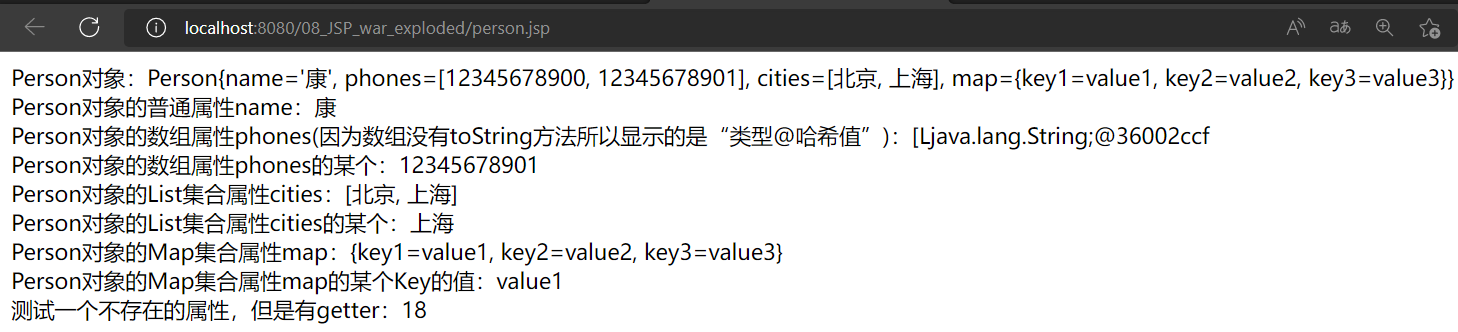 localhost:8080/08_JSP_war_exploded/person.jsp
Person对象：Person{name='康', phones=[12345678900, 12345678901], cities=[北京, 上海], map={key1=value1, key2=value2, key3=value3}}
Person对象的普通属性name：康
Person对象的数组属性phones(因为数组没有toString方法所以显示的是“类型@哈希值”)：[Ljava.lang.String;@36002ccf
Person对象的数组属性phones的某个：12345678901
Person对象的List集合属性cities：[北京, 上海]
Person对象的List集合属性cities的某个：上海
Person对象的Map集合属性map：{key1=value1, key2=value2, key3=value3}
Person对象的Map集合属性map的某个Key的值：value1
测试一个不存在的属性，但是有getter：18